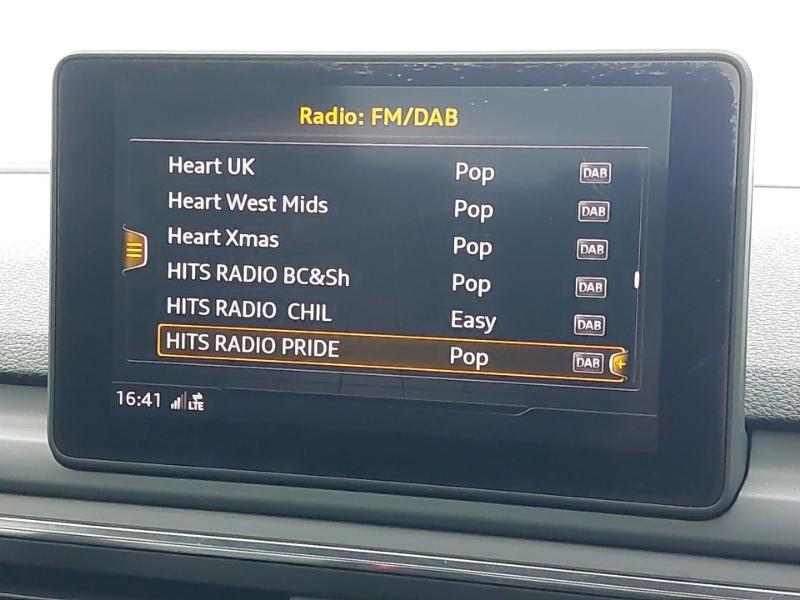 Radio: FM/DAB
Heart UK Pop DAB
Heart West Mids Pop DAB
Heart Xmas Pop DAB
HITS RADIO BC&Sh Pop DAB
HITS RADIO CHIL Easy DAB
HITS RADIO PRIDE Pop DAB +
16:41 LTE